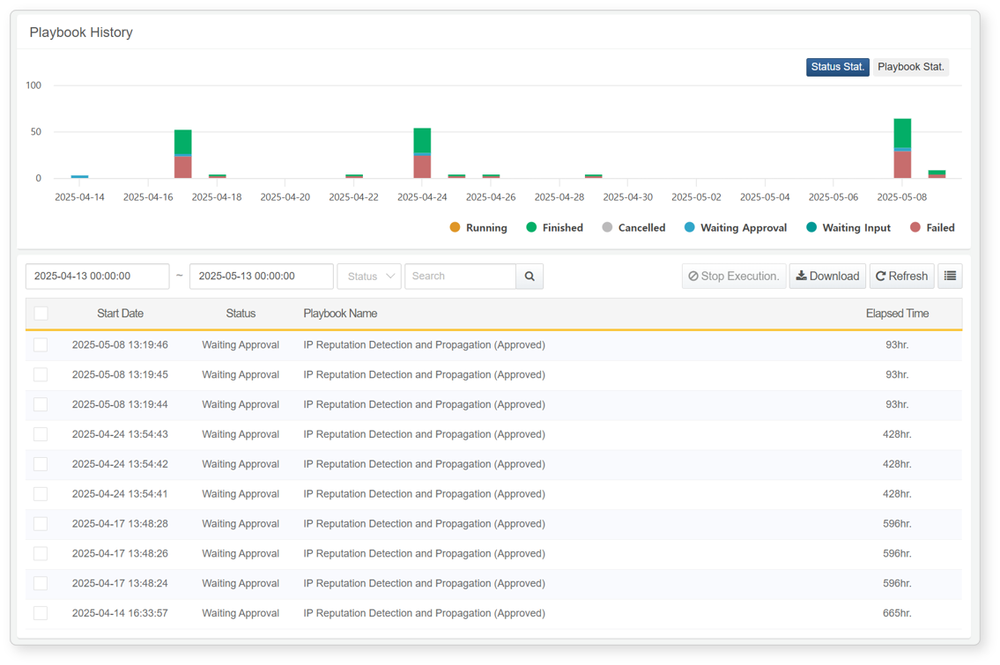 Playbook History
Status Stat. Playbook Stat.
100
50
0
2025-04-14 2025-04-16 2025-04-18 2025-04-20 2025-04-22 2025-04-24 2025-04-26 2025-04-28 2025-04-30 2025-05-02 2025-05-04 2025-05-06 2025-05-08
Running Finished Cancelled Waiting Approval Waiting Input Failed
2025-04-13 00:00:00 ~ 2025-05-13 00:00:00 Status Search Stop Execution. Download Refresh
Start Date Status Playbook Name Elapsed Time
2025-05-08 13:19:46 Waiting Approval IP Reputation Detection and Propagation (Approved) 93hr.
2025-05-08 13:19:45 Waiting Approval IP Reputation Detection and Propagation (Approved) 93hr.
2025-05-08 13:19:44 Waiting Approval IP Reputation Detection and Propagation (Approved) 93hr.
2025-04-24 13:54:43 Waiting Approval IP Reputation Detection and Propagation (Approved) 428hr.
2025-04-24 13:54:42 Waiting Approval IP Reputation Detection and Propagation (Approved) 428hr.
2025-04-24 13:54:41 Waiting Approval IP Reputation Detection and Propagation (Approved) 428hr.
2025-04-17 13:48:28 Waiting Approval IP Reputation Detection and Propagation (Approved) 596hr.
2025-04-17 13:48:26 Waiting Approval IP Reputation Detection and Propagation (Approved) 596hr.
2025-04-17 13:48:24 Waiting Approval IP Reputation Detection and Propagation (Approved) 596hr.
2025-04-14 16:33:57 Waiting Approval IP Reputation Detection and Propagation (Approved) 665hr.